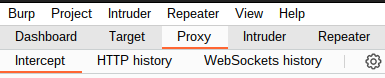 Burp Project Intruder Repeater View Help
Dashboard Target Proxy Intruder Repeater
Intercept HTTP history WebSockets history